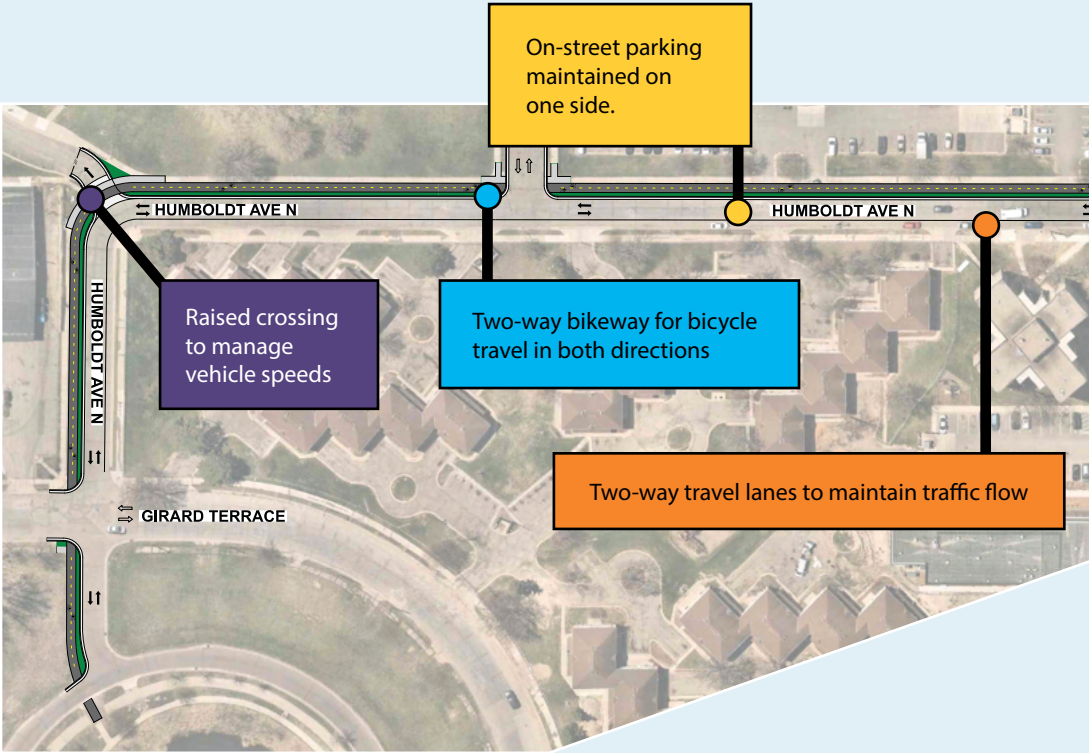 On-street parking
maintained on
one side.
HUMBOLDT AVE N
HUMBOLDT AVE N
HUMBOLDT AVE N
Raised crossing
to manage
vehicle speeds
Two-way bikeway for bicycle
travel in both directions
Two-way travel lanes to maintain traffic flow
GIRARD TERRACE